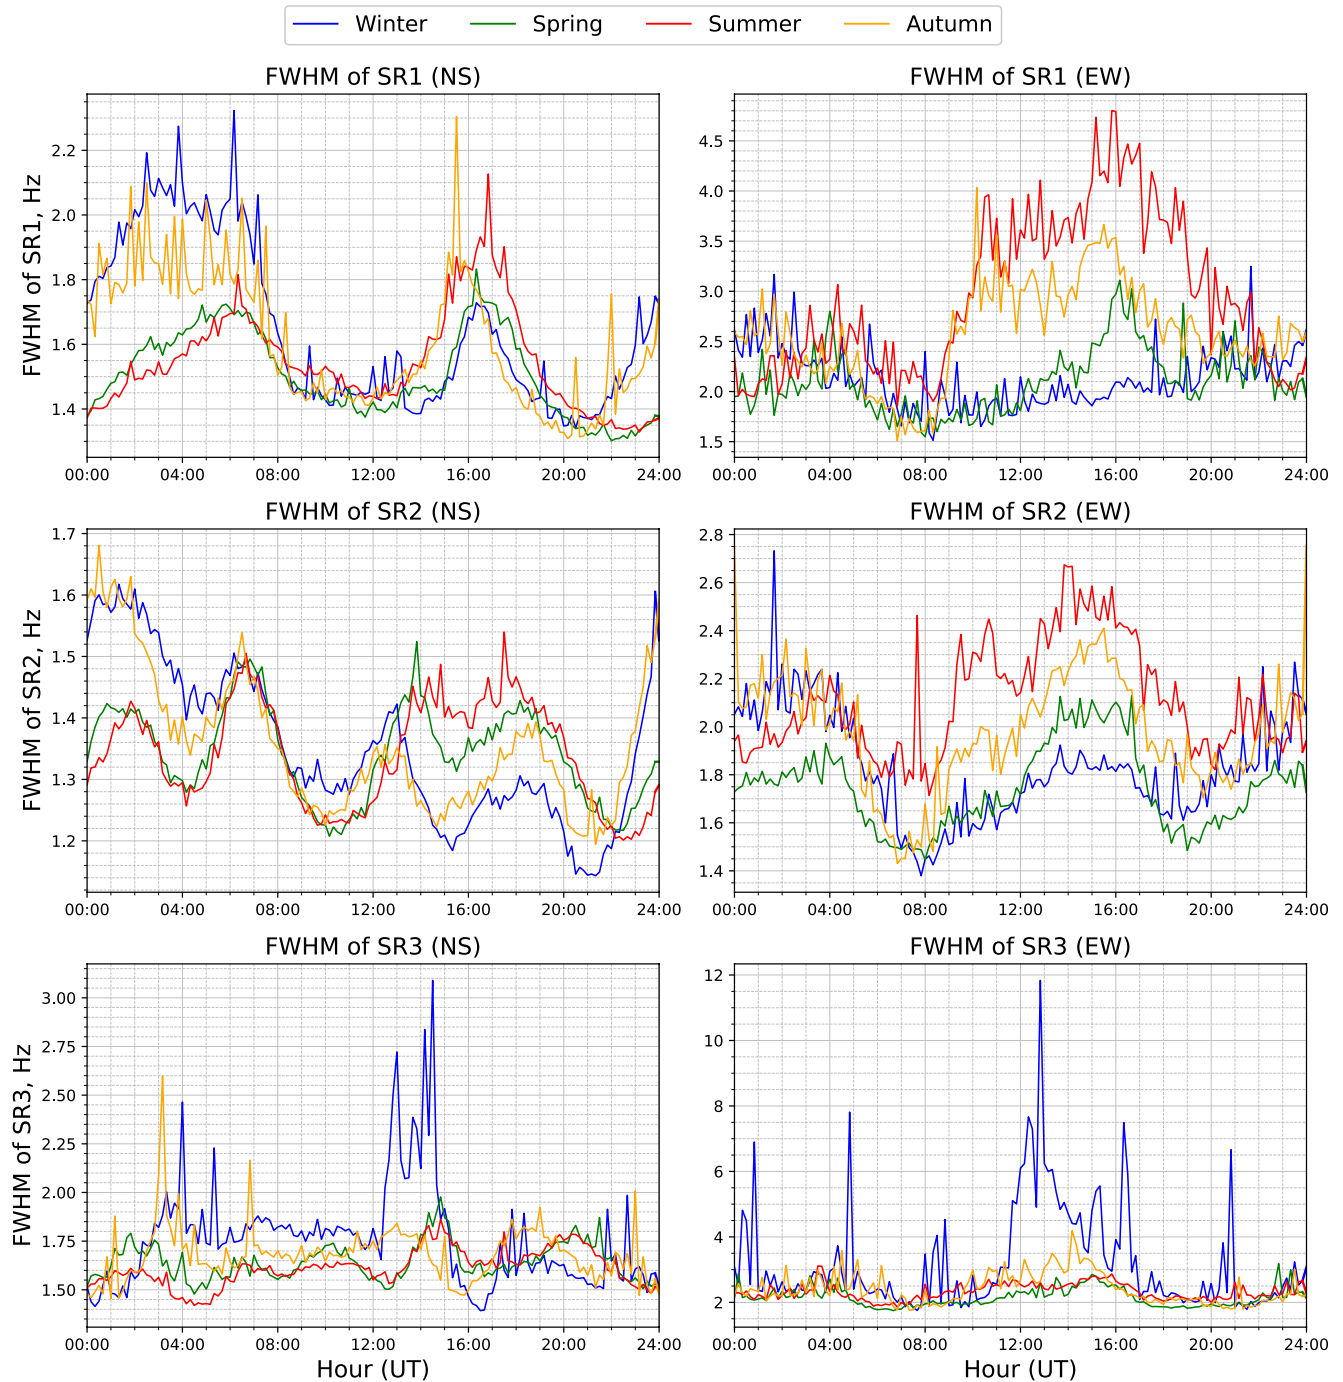 Winter Spring Summer Autumn
FWHM of SR1 (NS)
FWHM of SR1, Hz
2.2
2.0
1.8
1.6
1.4
00:00 04:00 08:00 12:00 16:00 20:00 24:00
FWHM of SR1 (EW)
4.5
4.0
3.5
3.0
2.5
2.0
1.5
00:00 04:00 08:00 12:00 16:00 20:00 24:00
FWHM of SR2 (NS)
FWHM of SR2, Hz
1.7
1.6
1.5
1.4
1.3
1.2
00:00 04:00 08:00 12:00 16:00 20:00 24:00
FWHM of SR2 (EW)
2.8
2.6
2.4
2.2
2.0
1.8
1.6
1.4
00:00 04:00 08:00 12:00 16:00 20:00 24:00
FWHM of SR3 (NS)
FWHM of SR3, Hz
3.00
2.75
2.50
2.25
2.00
1.75
1.50
00:00 04:00 08:00 12:00 16:00 20:00 24:00
Hour (UT)
FWHM of SR3 (EW)
12
10
8
6
4
2
00:00 04:00 08:00 12:00 16:00 20:00 24:00
Hour (UT)